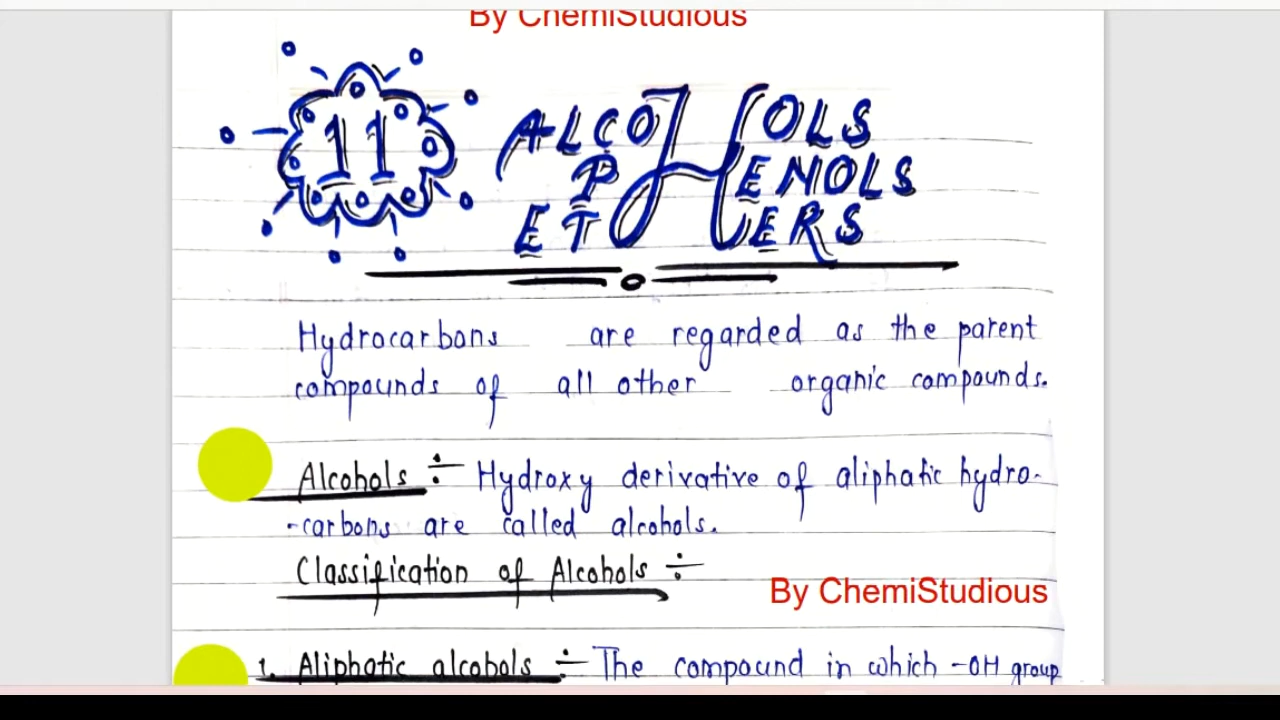 By ChemiStudious
11 ALCOHOLS
PHENOLS
ETHERS
Hydrocarbons are regarded as the parent
compounds of all other organic compounds.
Alcohols ÷ Hydroxy derivative of aliphatic hydro-
-carbons are called alcohols.
Classification of Alcohols ÷
By ChemiStudious
1. Aliphatic alcohols ÷ The compound in which -OH group